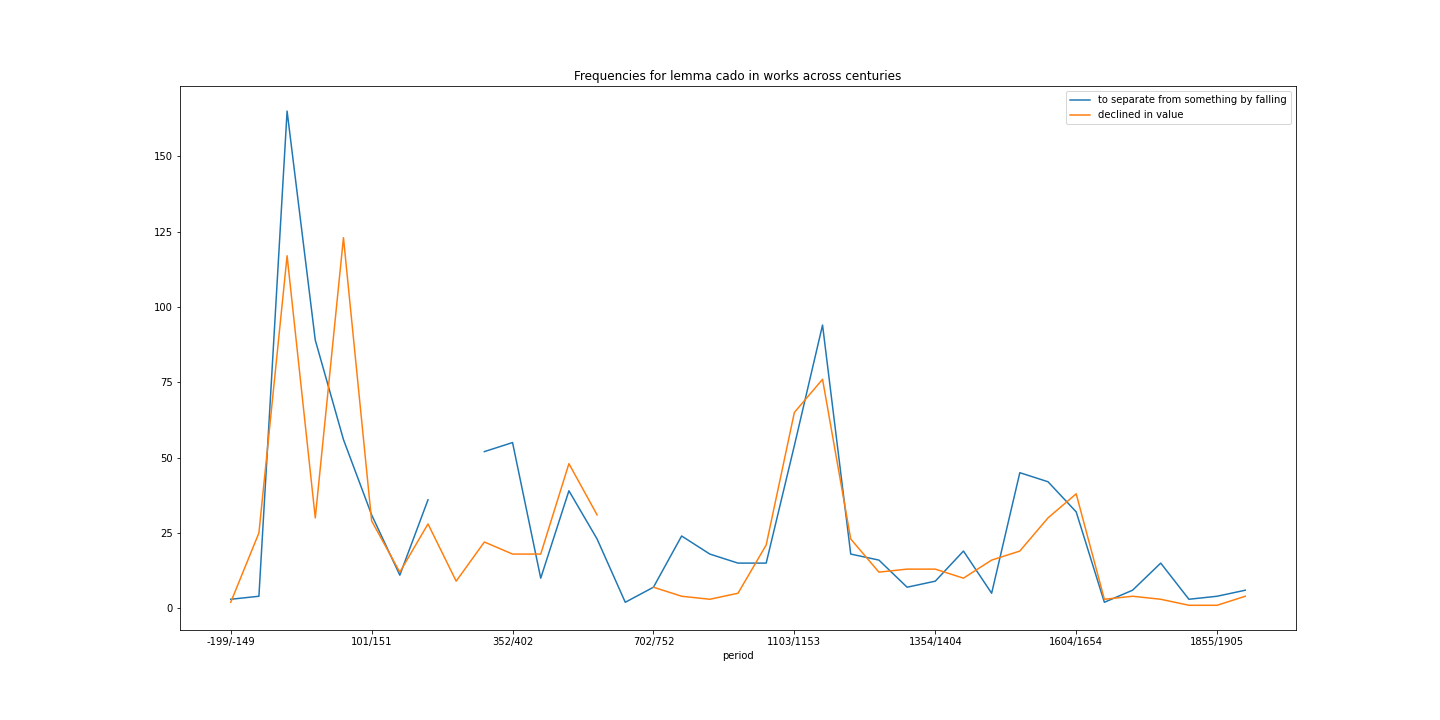 Frequencies for lemma cado in works across centuries
to separate from something by falling
declined in value
150
125
100
75
50
25
0
-199/-149 101/151 352/402 702/752 1103/1153 1354/1404 1604/1654 1855/1905
period